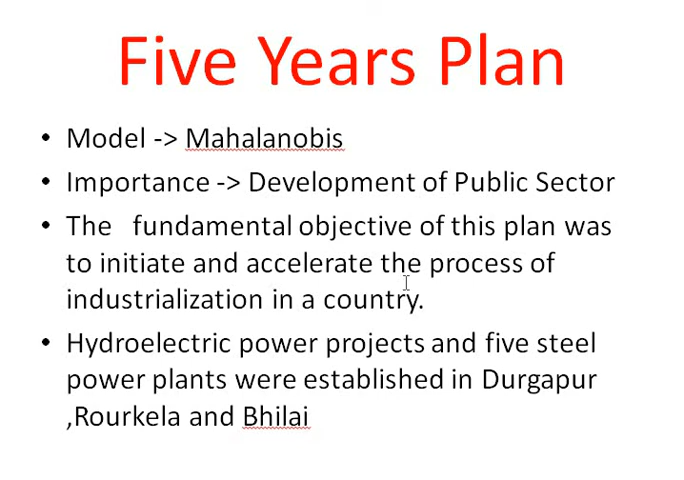 Five Years Plan
• Model -> Mahalanobis
• Importance -> Development of Public Sector
• The fundamental objective of this plan was
to initiate and accelerate the process of
industrialization in a country.
• Hydroelectric power projects and five steel
power plants were established in Durgapur
,Rourkela and Bhilai